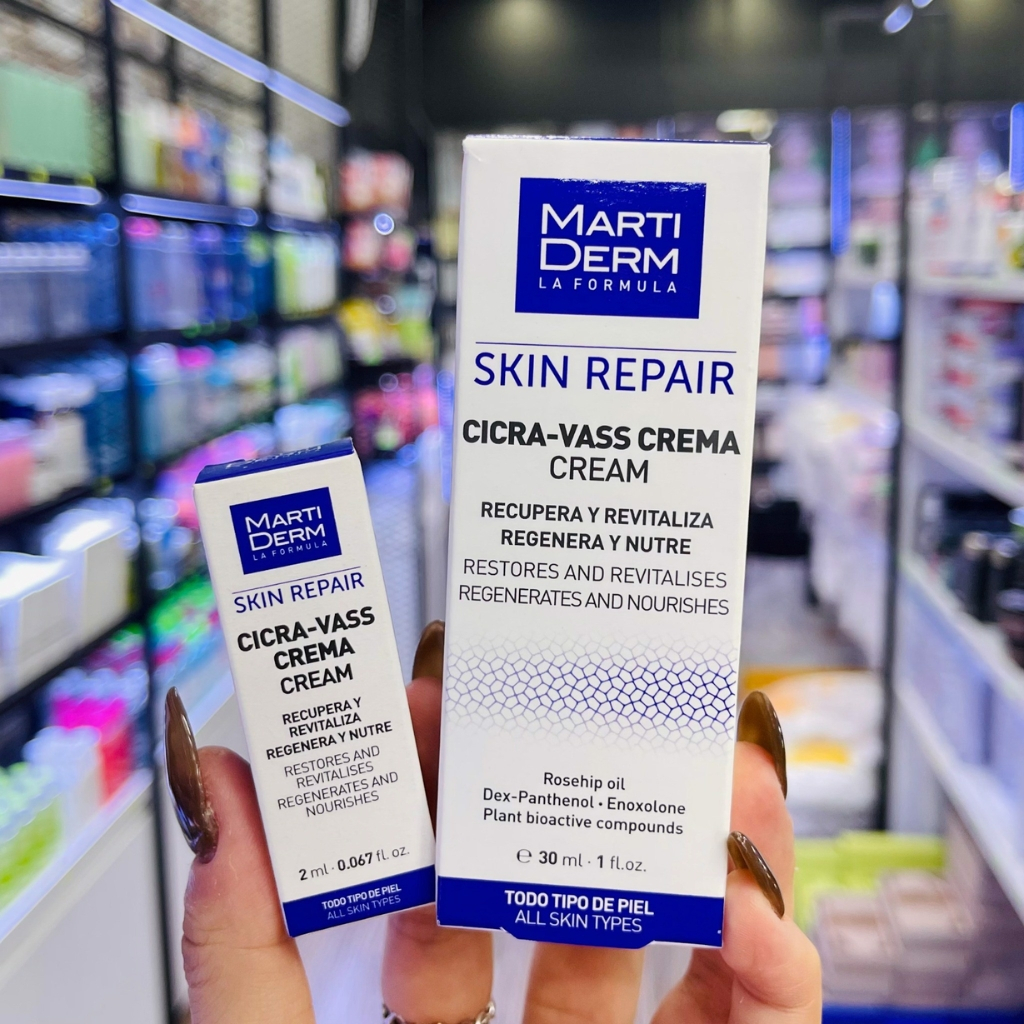 MARTI
DERM
LA FORMULA
SKIN REPAIR
CICRA-VASS
CREMA
CREAM
RECUPERA Y
REVITALIZA
REGENERA Y NUTRE
RESTORES AND
REVITALISES
REGENERATES AND
NOURISHES
2 ml · 0.067 fl. oz.
TODO TIPO DE PIEL
ALL SKIN TYPES
MARTI
DERM
LA FORMULA
SKIN REPAIR
CICRA-VASS CREMA
CREAM
RECUPERA Y REVITALIZA
REGENERA Y NUTRE
RESTORES AND REVITALISES
REGENERATES AND NOURISHES
Rosehip oil
Dex-Panthenol • Enoxolone
Plant bioactive compounds
℮ 30 ml · 1 fl.oz.
TODO TIPO DE PIEL
ALL SKIN TYPES